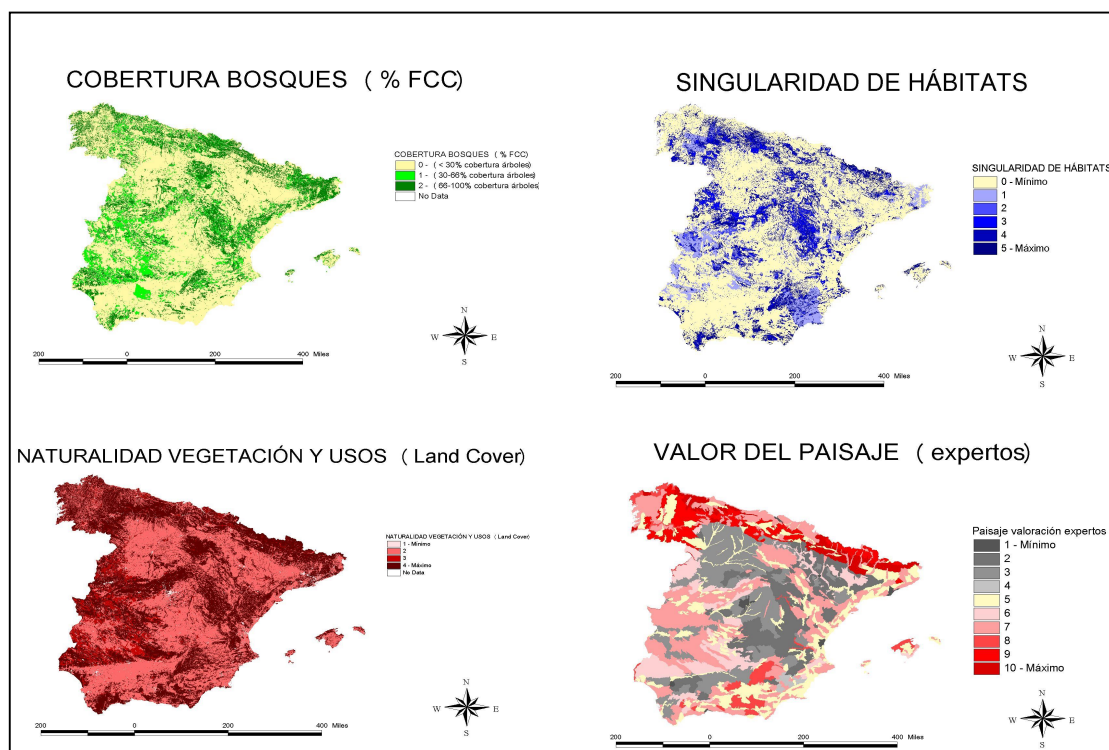 COBERTURA BOSQUES ( % FCC)
COBERTURA BOSQUES ( % FCC)
0 - ( < 30% cobertura árboles)
1 - ( 30-66% cobertura árboles)
2 - ( 66-100% cobertura árboles)
No Data
N
W E
S
200 0 200 400 Miles
SINGULARIDAD DE HÁBITATS
SINGULARIDAD DE HÁBITATS
0 - Mínimo
1
2
3
4
5 - Máximo
N
W E
S
200 0 200 400 Miles
NATURALIDAD VEGETACIÓN Y USOS ( Land Cover)
NATURALIDAD VEGETACIÓN Y USOS ( Land Cover)
1 - Mínimo
2
3
4 - Máximo
No Data
N
W E
S
200 0 200 400 Miles
VALOR DEL PAISAJE ( expertos)
Paisaje valoración expertos
1 - Mínimo
2
3
4
5
6
7
8
9
10 - Máximo
N
W E
S
200 0 200 400 Miles